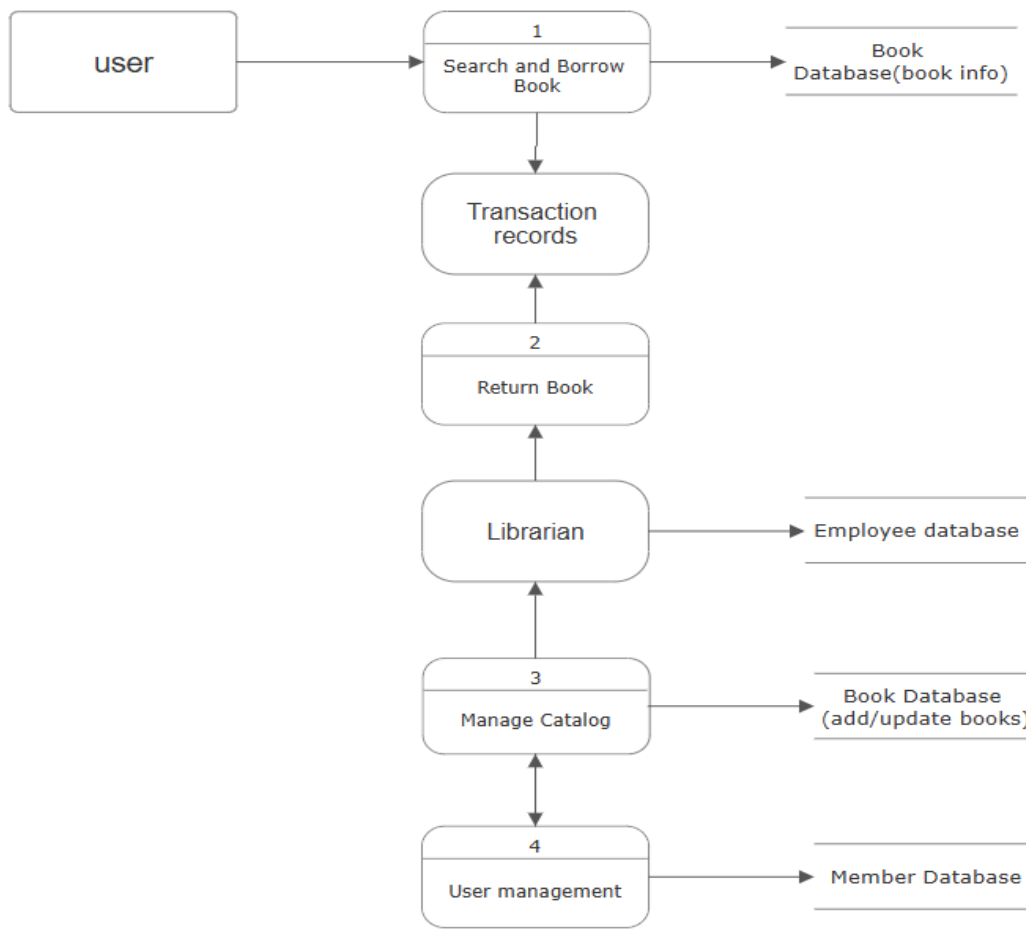 user
1
Search and Borrow
Book
Book
Database(book info)
Transaction
records
2
Return Book
Librarian
Employee database
3
Manage Catalog
Book Database
(add/update books)
4
User management
Member Database